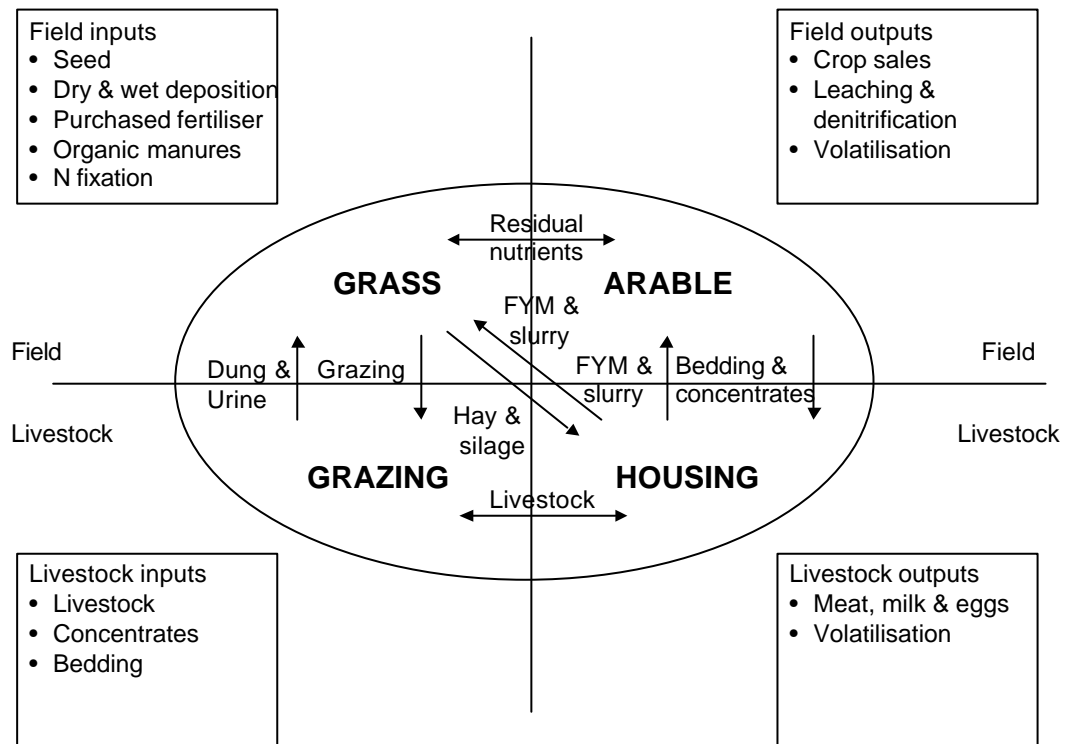 Field inputs
• Seed
• Dry & wet deposition
• Purchased fertiliser
• Organic manures
• N fixation
Field outputs
• Crop sales
• Leaching &
denitrification
• Volatilisation
Residual
nutrients
GRASS
ARABLE
FYM &
slurry
Field
Dung &
Urine
Grazing
FYM &
slurry
Bedding &
concentrates
Field
Livestock
Hay &
silage
Livestock
GRAZING
HOUSING
Livestock
Livestock inputs
• Livestock
• Concentrates
• Bedding
Livestock outputs
• Meat, milk & eggs
• Volatilisation